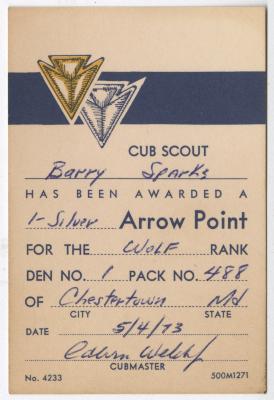 CUB SCOUT
Barry Sparks
HAS BEEN AWARDED A
1-Silver Arrow Point
FOR THE Wolf RANK
DEN NO. 1 PACK NO. 488
OF Chestertown Md
CITY STATE
DATE 5/4/73
CUBMASTER
No. 4233 500M1271